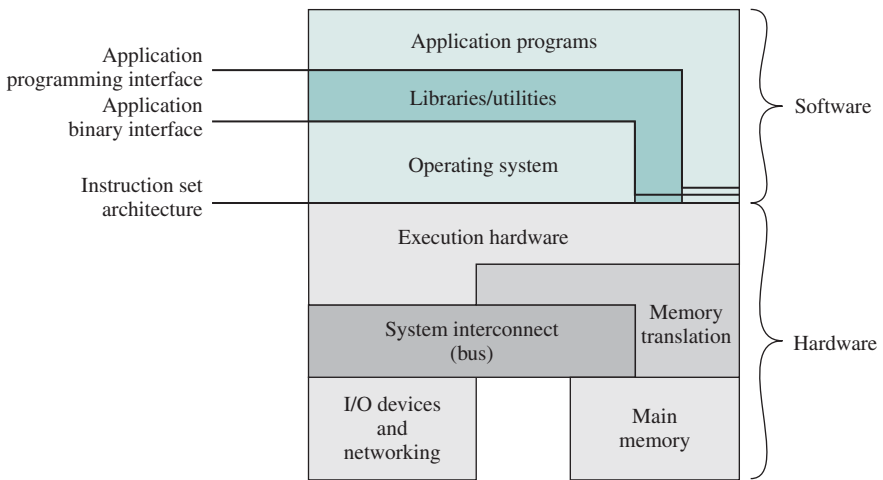 Application programs
Application
programming interface
Libraries/utilities
Application
binary interface
Software
Operating system
Instruction set
architecture
Execution hardware
Memory
translation
System interconnect
(bus)
Hardware
I/O devices
and
networking
Main
memory